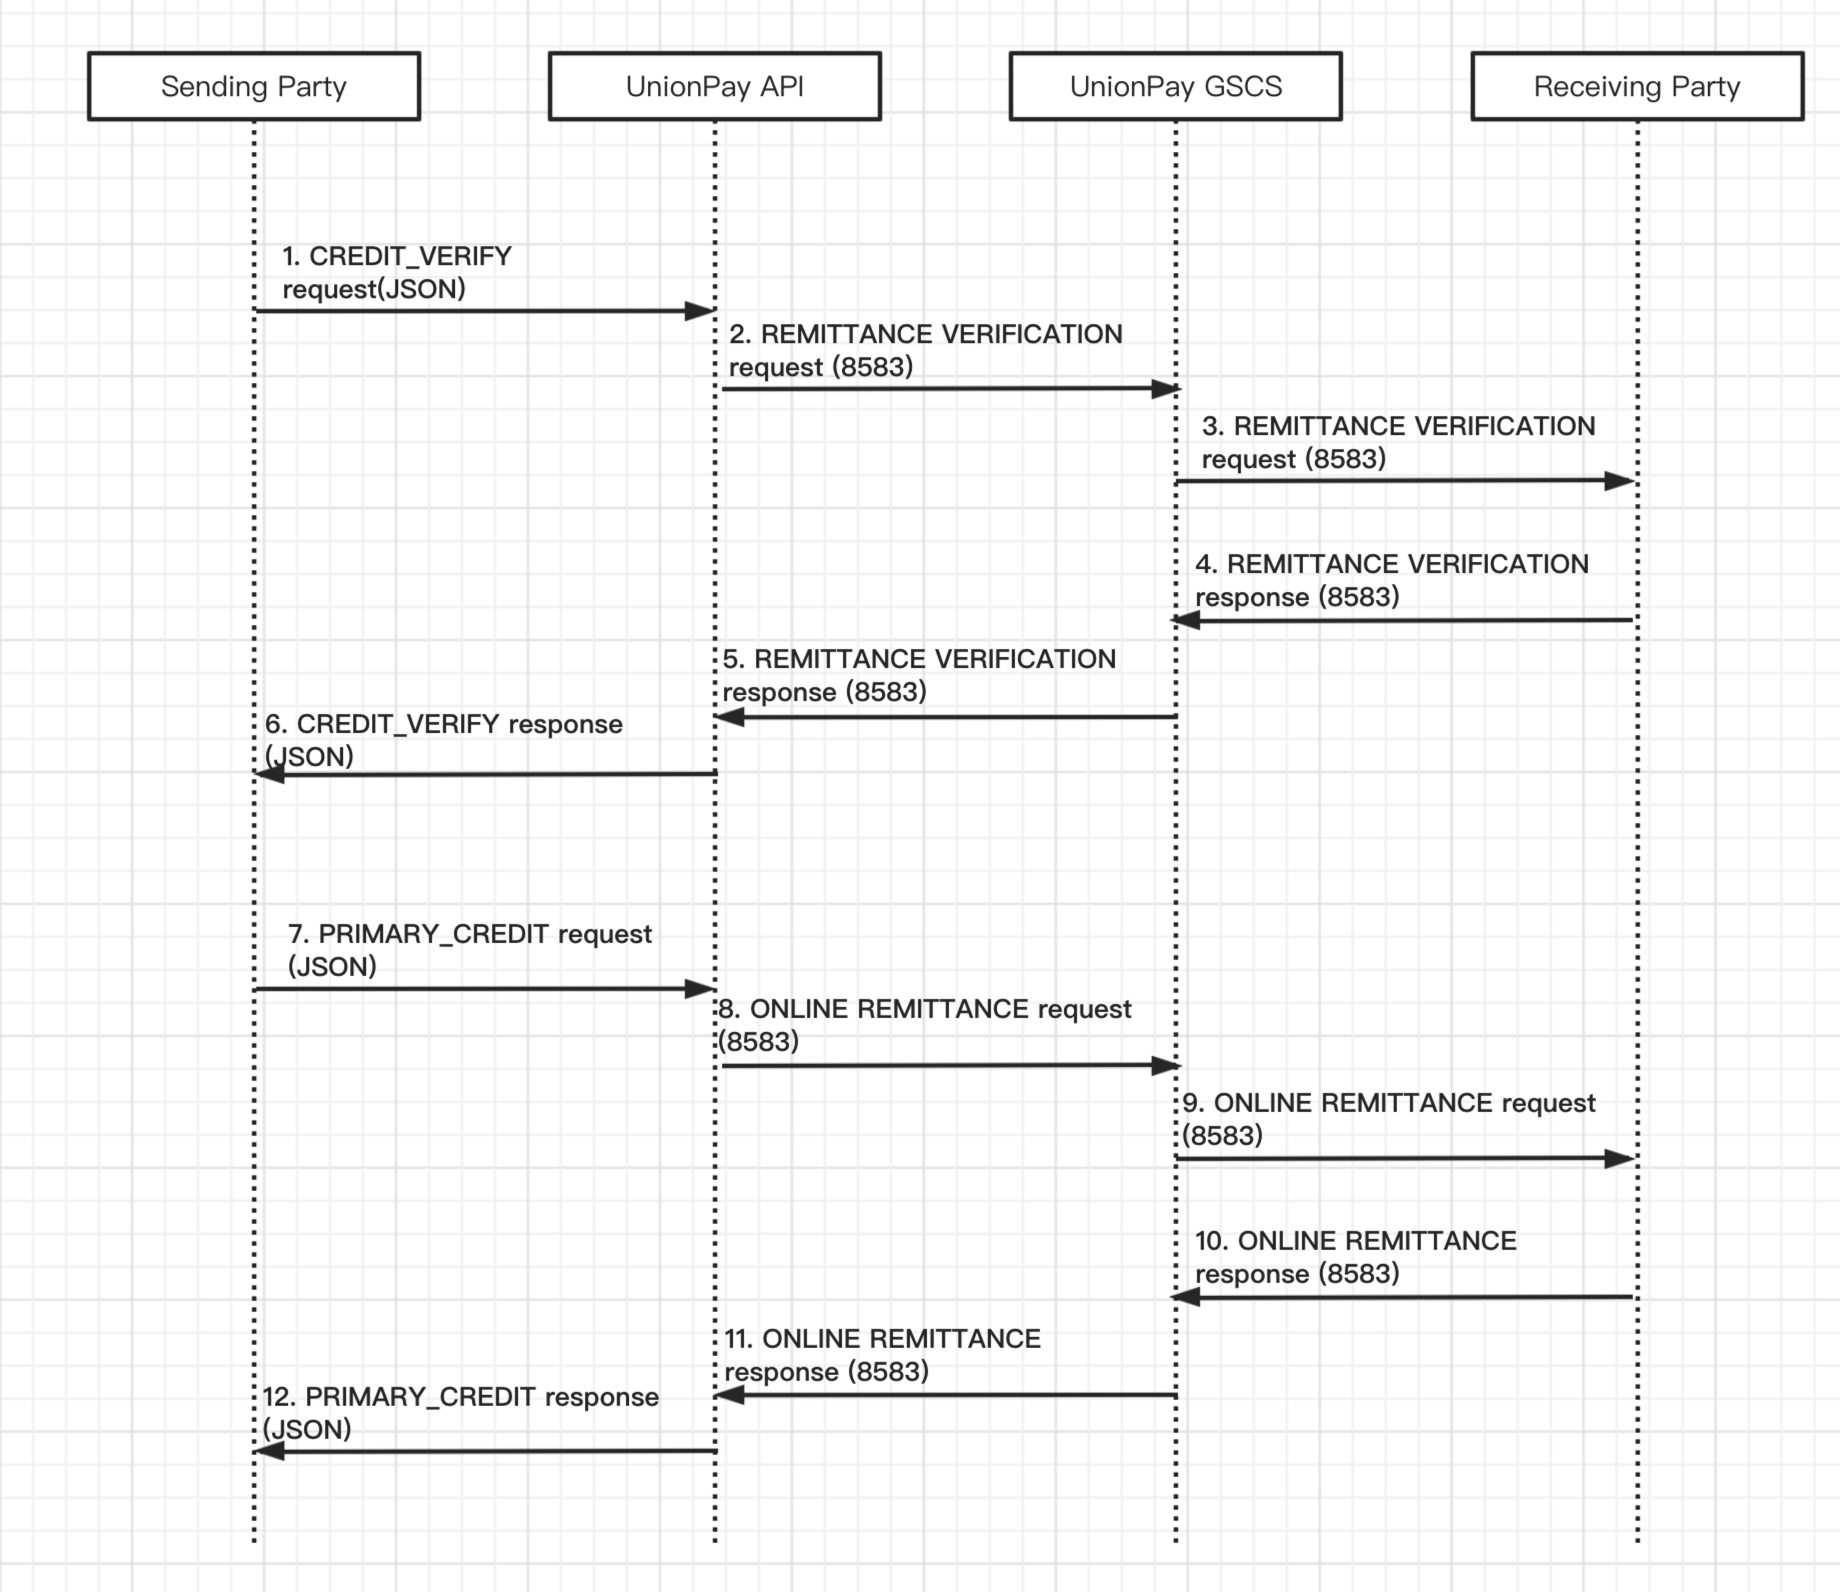 Sending Party
UnionPay API
UnionPay GSCS
Receiving Party
1. CREDIT_VERIFY
request(JSON)
2. REMITTANCE VERIFICATION
request (8583)
3. REMITTANCE VERIFICATION
request (8583)
4. REMITTANCE VERIFICATION
response (8583)
5. REMITTANCE VERIFICATION
response (8583)
6. CREDIT_VERIFY response
(JSON)
7. PRIMARY_CREDIT request
(JSON)
8. ONLINE REMITTANCE request
(8583)
9. ONLINE REMITTANCE request
(8583)
10. ONLINE REMITTANCE
response (8583)
11. ONLINE REMITTANCE
response (8583)
12. PRIMARY_CREDIT response
(JSON)